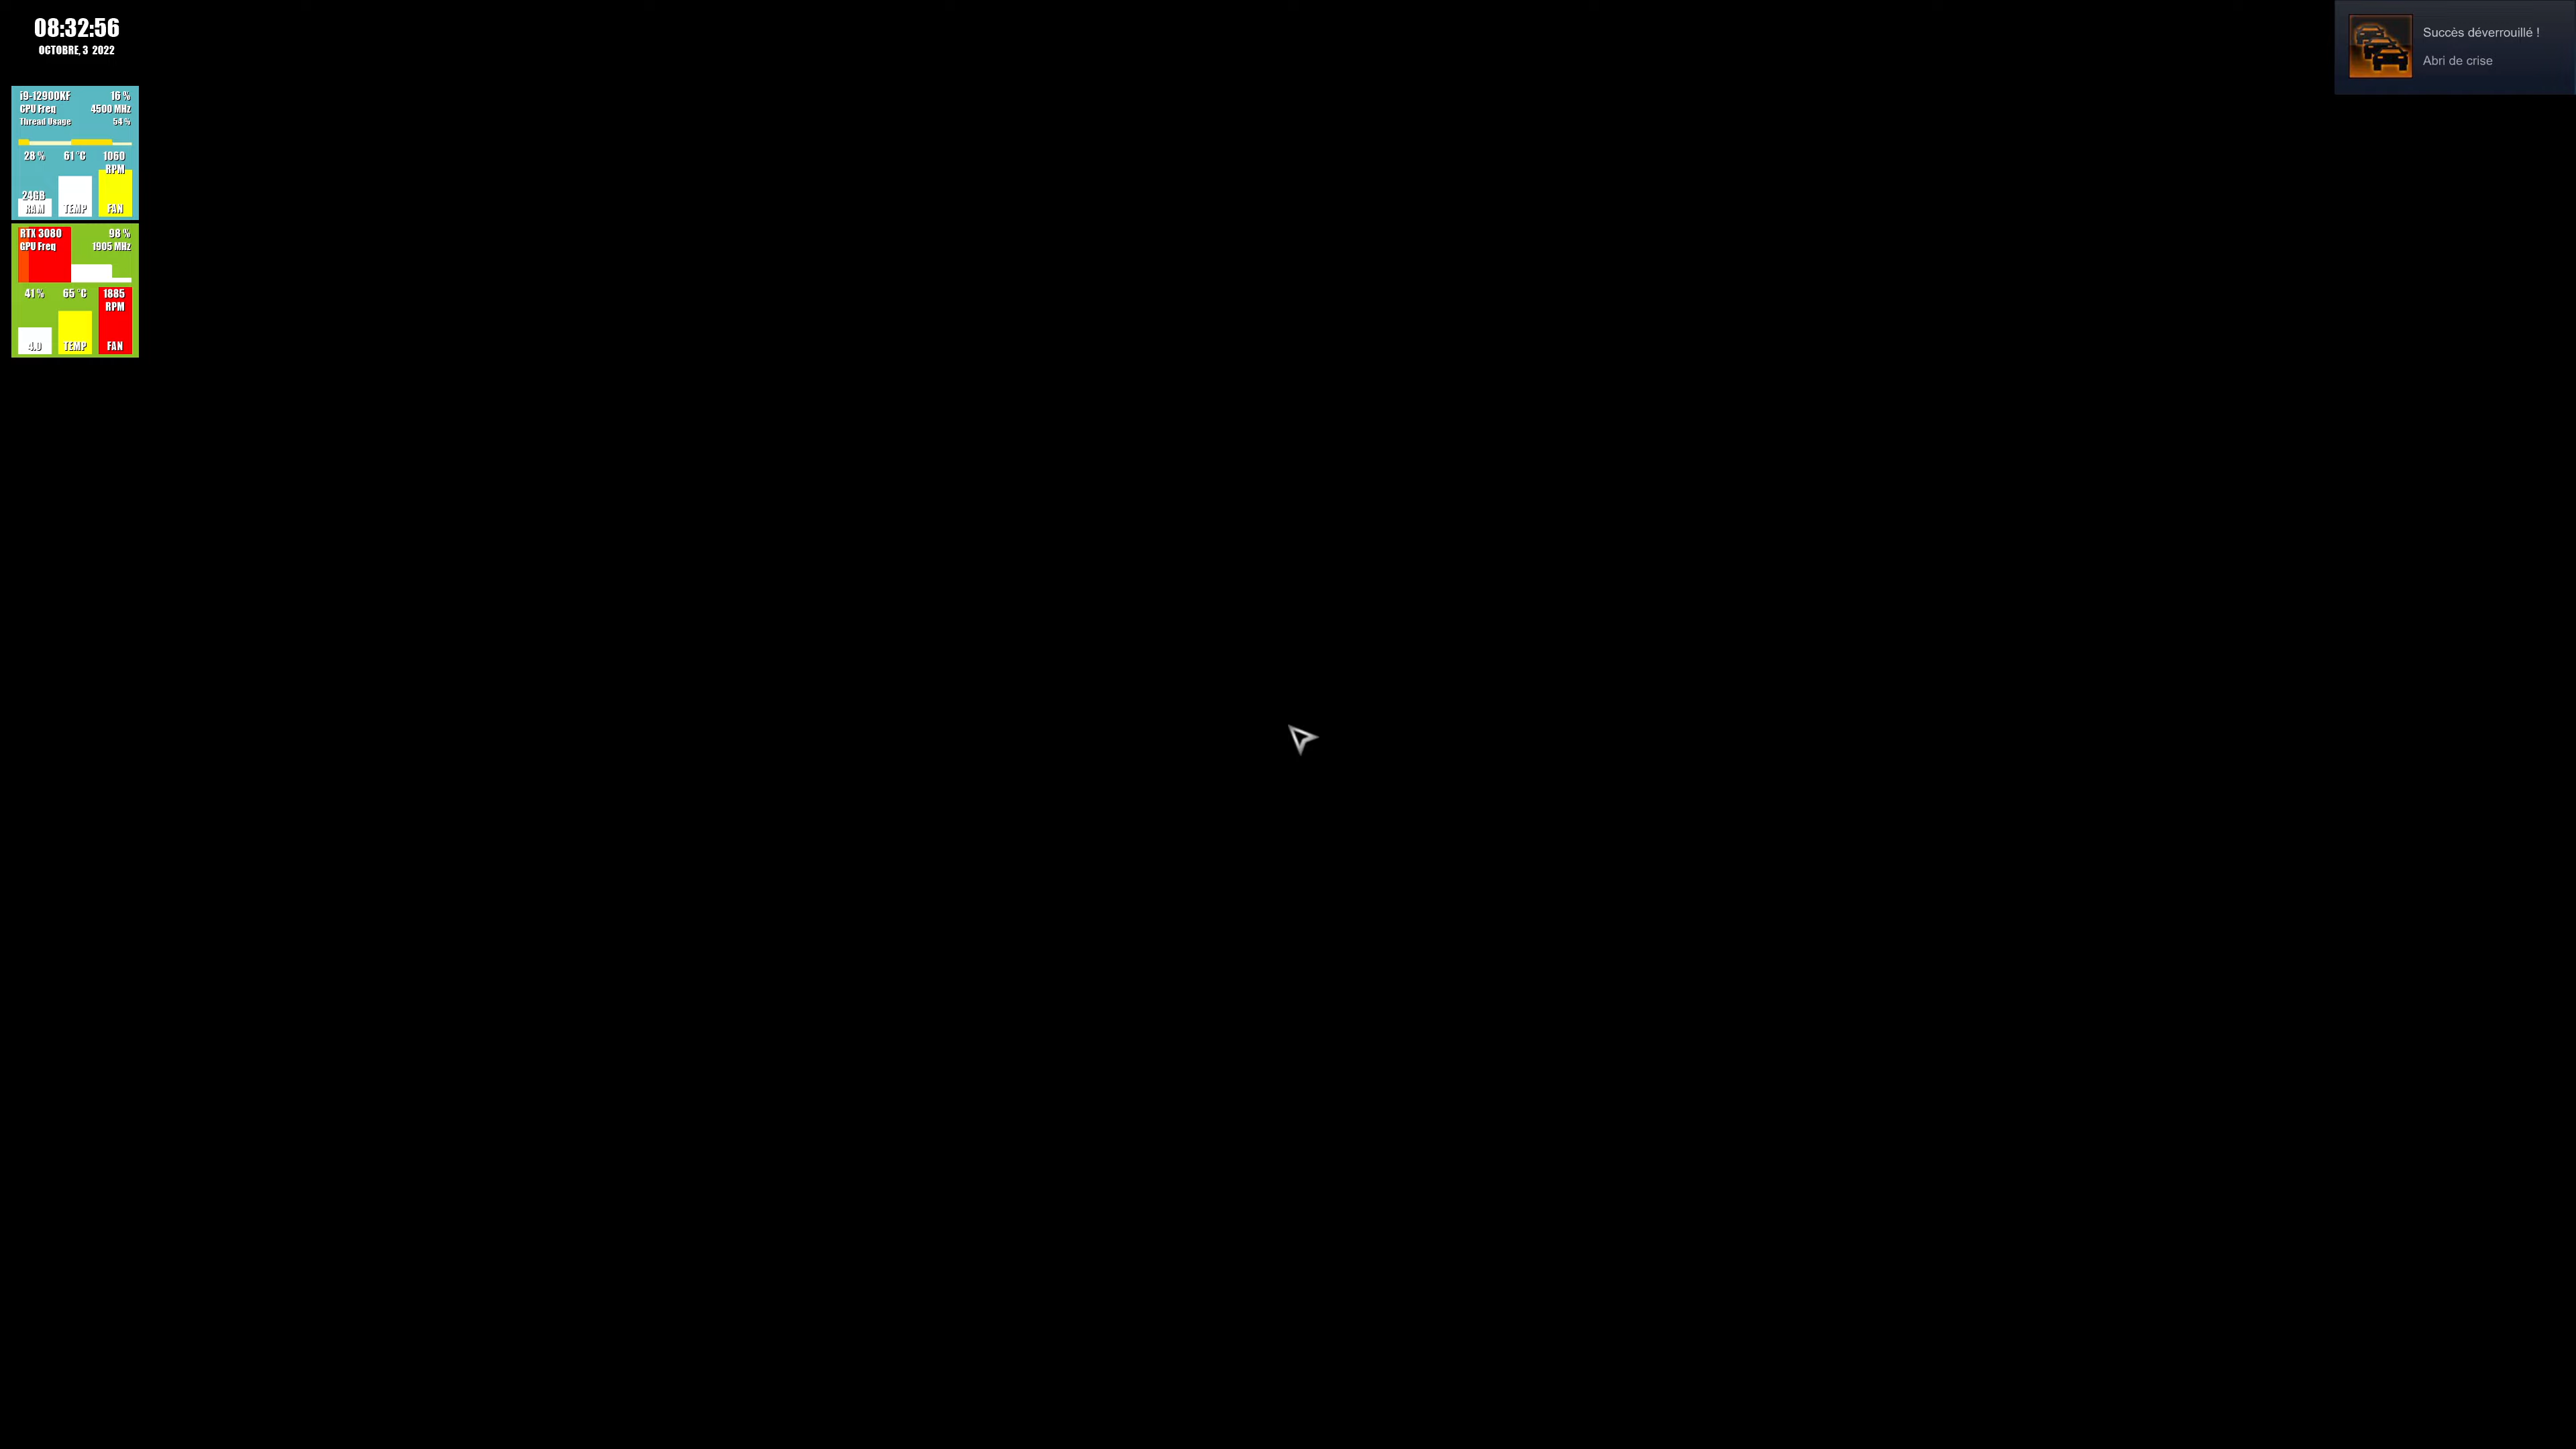 08:32:56
OCTOBRE, 3 2022
i9-12900KF 16 %
CPU Freq 4500 MHz
Thread Usage 54 %
28 % 61 °C 1060
RPM
24GB
RAM TEMP FAN
RTX 3080 98 %
GPU Freq 1905 MHz
41 % 65 °C 1885
RPM
4.0 TEMP FAN
Succès déverrouillé !
Abri de crise